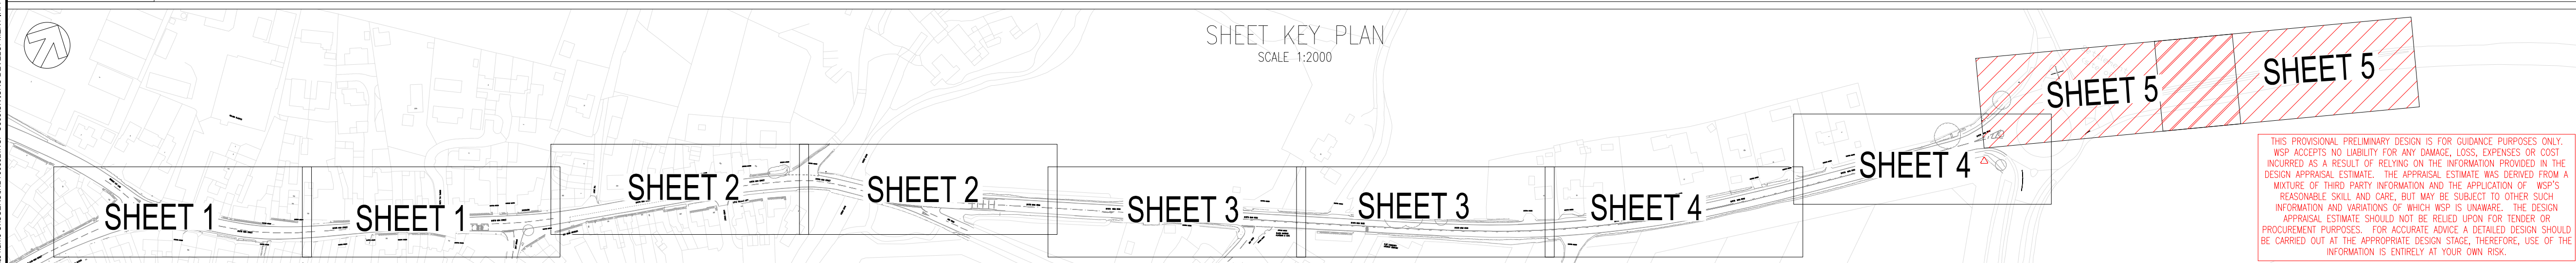 SHEET KEY PLAN
SCALE 1:2000
SHEET 1
SHEET 1
SHEET 2
SHEET 2
SHEET 3
SHEET 3
SHEET 4
SHEET 4
SHEET 5
SHEET 5
THIS PROVISIONAL PRELIMINARY DESIGN IS FOR GUIDANCE PURPOSES ONLY.
WSP ACCEPTS NO LIABILITY FOR ANY DAMAGE, LOSS, EXPENSES OR COST
INCURRED AS A RESULT OF RELYING ON THE INFORMATION PROVIDED IN THE
DESIGN APPRAISAL ESTIMATE. THE APPRAISAL ESTIMATE WAS DERIVED FROM A
MIXTURE OF THIRD PARTY INFORMATION AND THE APPLICATION OF WSP'S
REASONABLE SKILL AND CARE, BUT MAY BE SUBJECT TO OTHER SUCH
INFORMATION AND VARIATIONS OF WHICH WSP IS UNAWARE. THE DESIGN
APPRAISAL ESTIMATE SHOULD NOT BE RELIED UPON FOR TENDER OR
PROCUREMENT PURPOSES. FOR ACCURATE ADVICE A DETAILED DESIGN SHOULD
BE CARRIED OUT AT THE APPROPRIATE DESIGN STAGE, THEREFORE, USE OF THE
INFORMATION IS ENTIRELY AT YOUR OWN RISK.